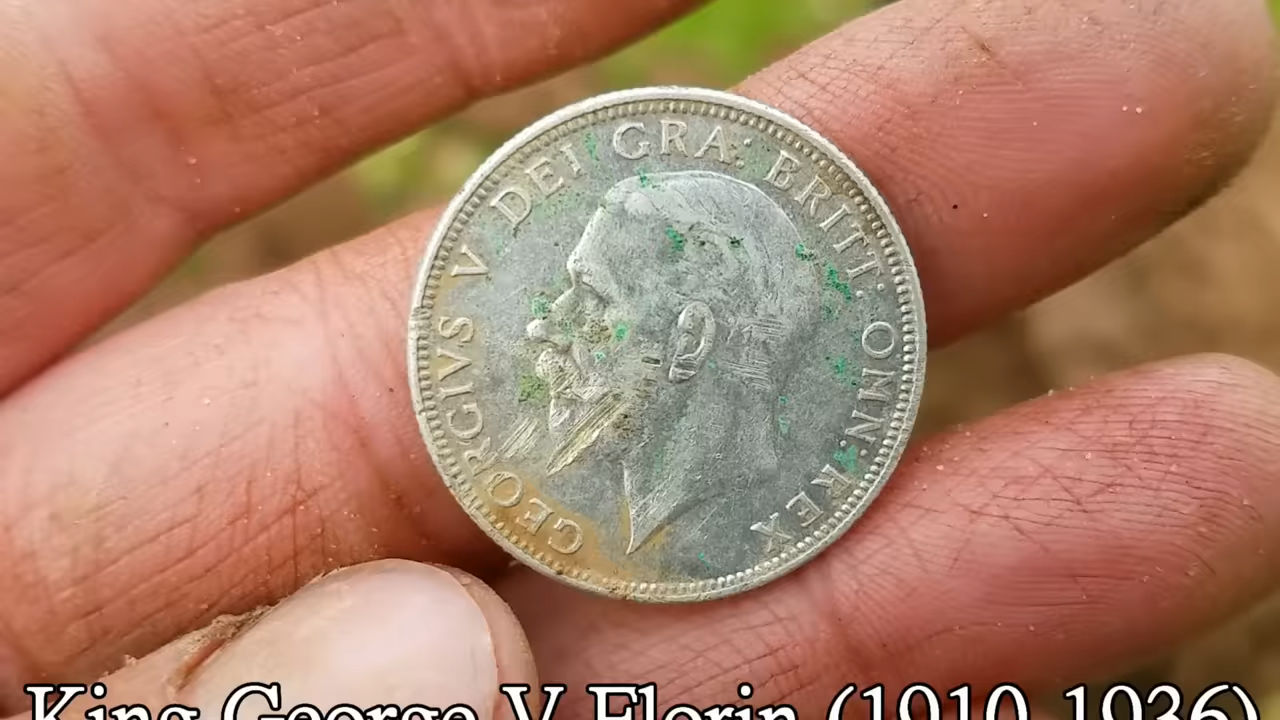 GEORGIVS V DEI GRA: BRITT: OMN: REX
King George V Florin (1910-1936)